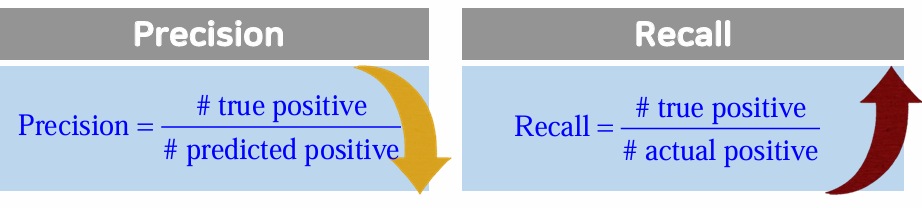 Precision
Precision = # true positive / # predicted positive
Recall
Recall = # true positive / # actual positive